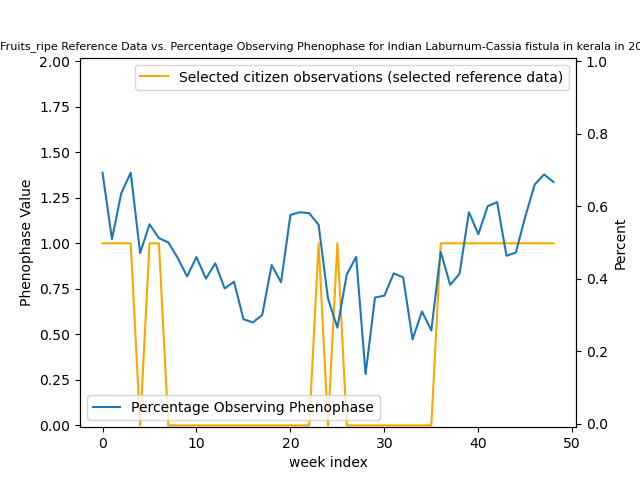 Fruits_ripe Reference Data vs. Percentage Observing Phenophase for Indian Laburnum-Cassia fistula in kerala in 20
Selected citizen observations (selected reference data)
Percentage Observing Phenophase
Phenophase Value
2.00
1.75
1.50
1.25
1.00
0.75
0.50
0.25
0.00
1.0
0.8
0.6
0.4
0.2
0.0
Percent
0 10 20 30 40 50
week index